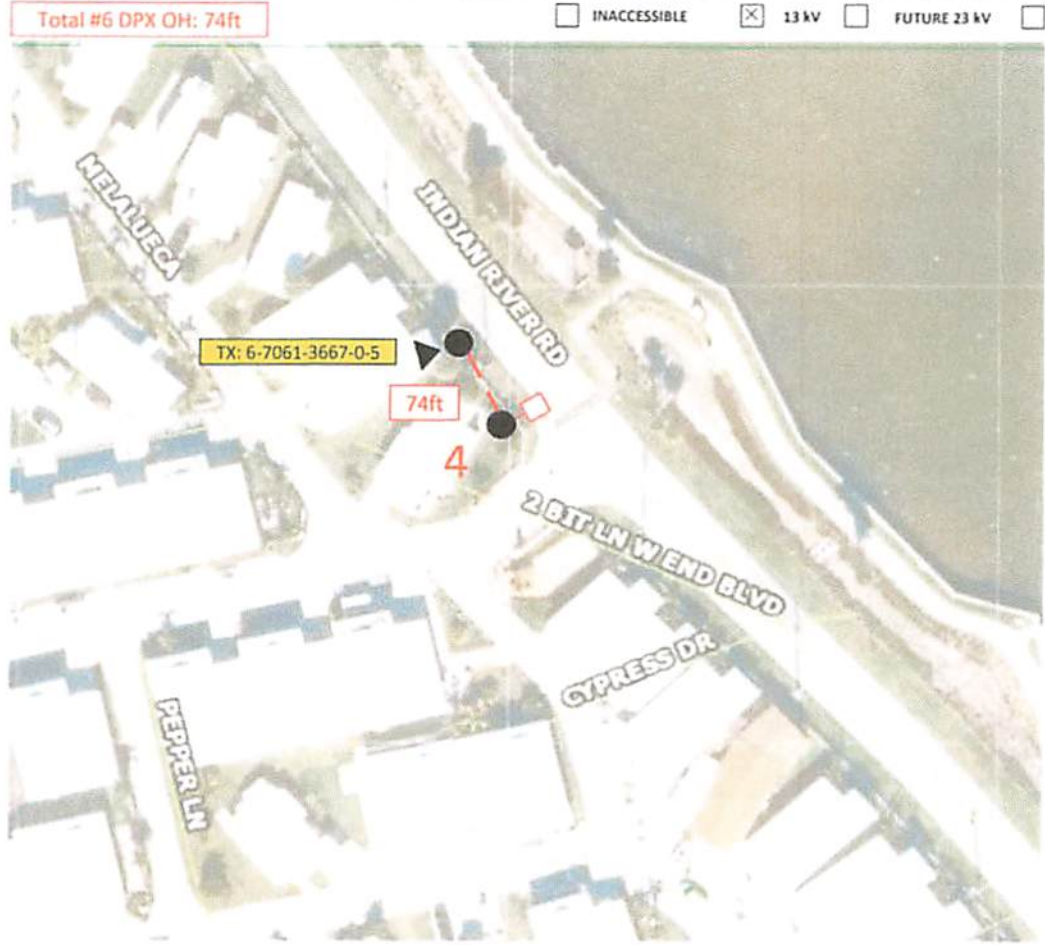 Total #6 DPX OH: 74ft
INACCESSIBLE
13 kV
FUTURE 23 kV
MELALUECA
INDIAN RIVER RD
TX: 6-7061-3667-0-5
74ft
4
2 BIT LN W END BLVD
CYPRESS DR
PEPPER LN